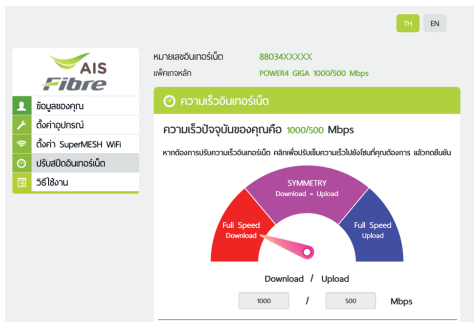 TH EN
AIS
Fibre
หมายเลขอินเทอร์เน็ต 88034XXXXX
แพ็กเกจหลัก POWER4 GIGA 1000/500 Mbps
ข้อมูลของคุณ
ตั้งค่าอุปกรณ์
ตั้งค่า SuperMESH WiFi
ปรับสปีดอินเทอร์เน็ต
วิธีใช้งาน
ความเร็วอินเทอร์เน็ต
ความเร็วปัจจุบันของคุณคือ 1000/500 Mbps
หากต้องการปรับความเร็วอินเทอร์เน็ต คลิกเพื่อปรับเข็มความเร็วไปยังโซนที่คุณต้องการ แล้วกดยืนยัน
SYMMETRY
Download = Upload
Full Speed
Download
Full Speed
Upload
Download / Upload
1000 / 500 Mbps